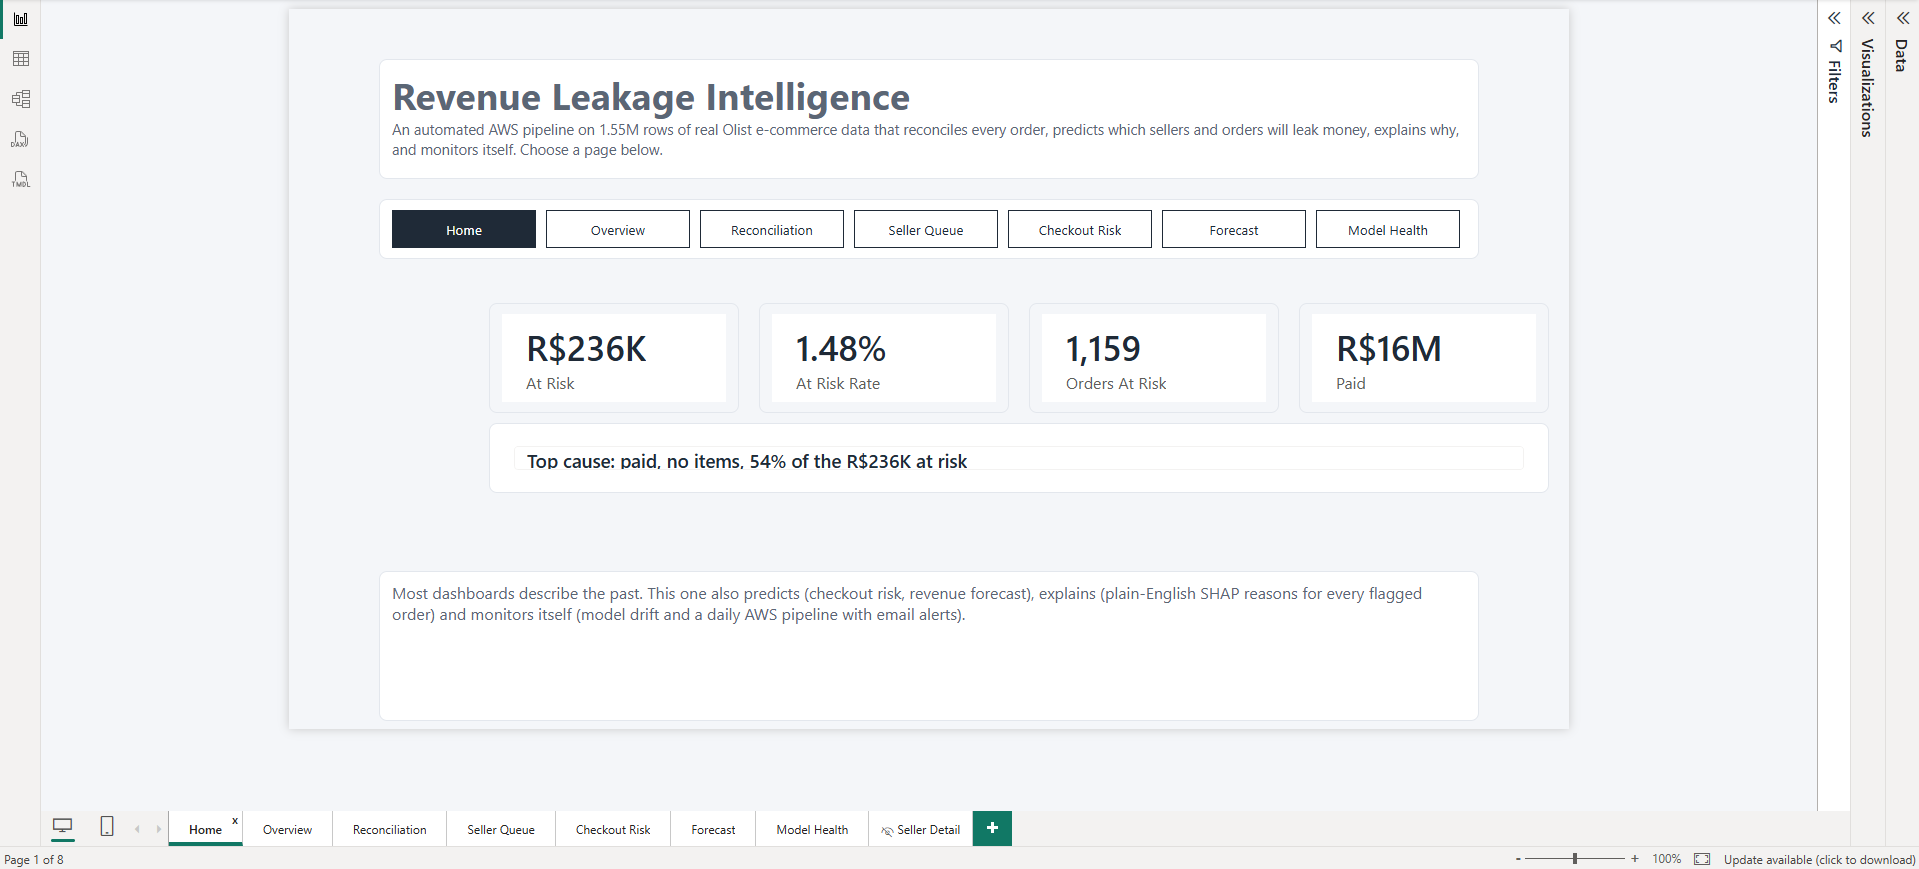 Revenue Leakage Intelligence
An automated AWS pipeline on 1.55M rows of real Olist e-commerce data that reconciles every order, predicts which sellers and orders will leak money, explains why,
and monitors itself. Choose a page below.
Home
Overview
Reconciliation
Seller Queue
Checkout Risk
Forecast
Model Health
R$236K
At Risk
1.48%
At Risk Rate
1,159
Orders At Risk
R$16M
Paid
Top cause: paid, no items, 54% of the R$236K at risk
Most dashboards describe the past. This one also predicts (checkout risk, revenue forecast), explains (plain-English SHAP reasons for every flagged
order) and monitors itself (model drift and a daily AWS pipeline with email alerts).
Filters
Visualizations
Data
DAX
TMDL
Home
x
Overview
Reconciliation
Seller Queue
Checkout Risk
Forecast
Model Health
Seller Detail
+
Page 1 of 8
- +
100%
Update available (click to download)